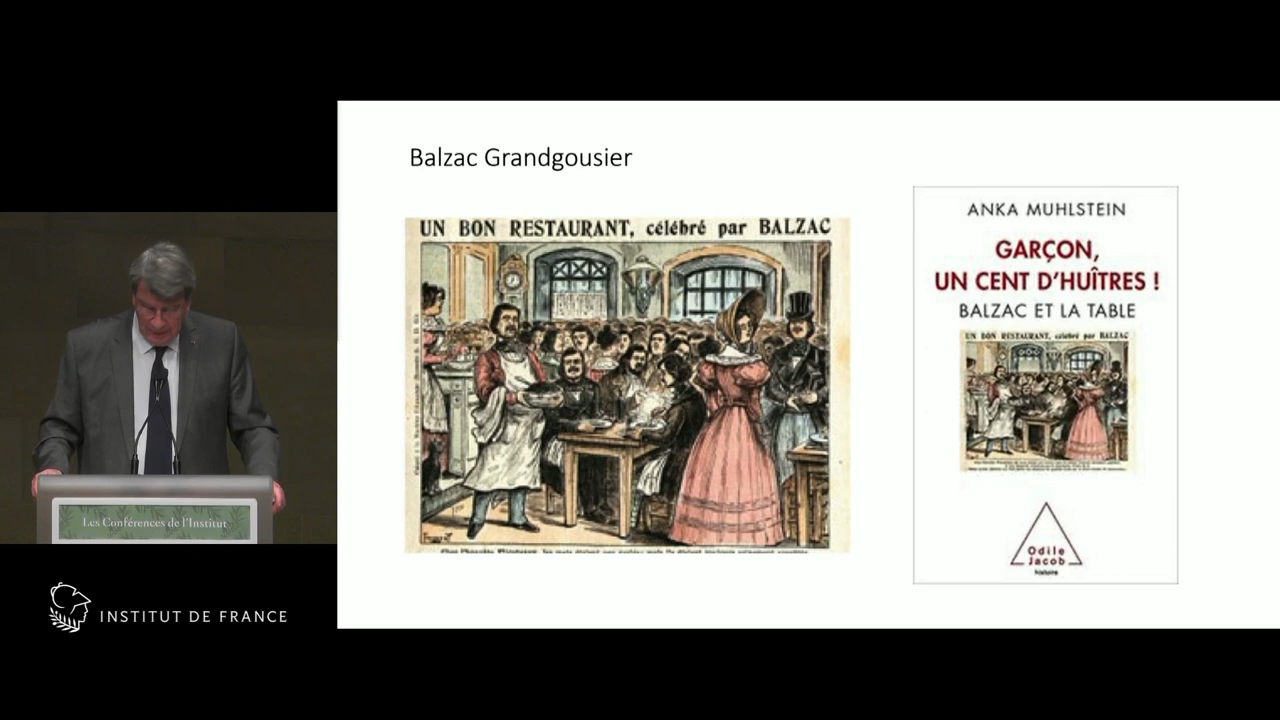 Balzac Grandgousier
UN BON RESTAURANT, célébré par BALZAC
ANKA MUHLSTEIN
GARÇON,
UN CENT D'HUÎTRES !
BALZAC ET LA TABLE
UN BON RESTAURANT, célébré par BALZAC
Odile
Jacob
histoire
Les Conférences de l'Institut
INSTITUT DE FRANCE